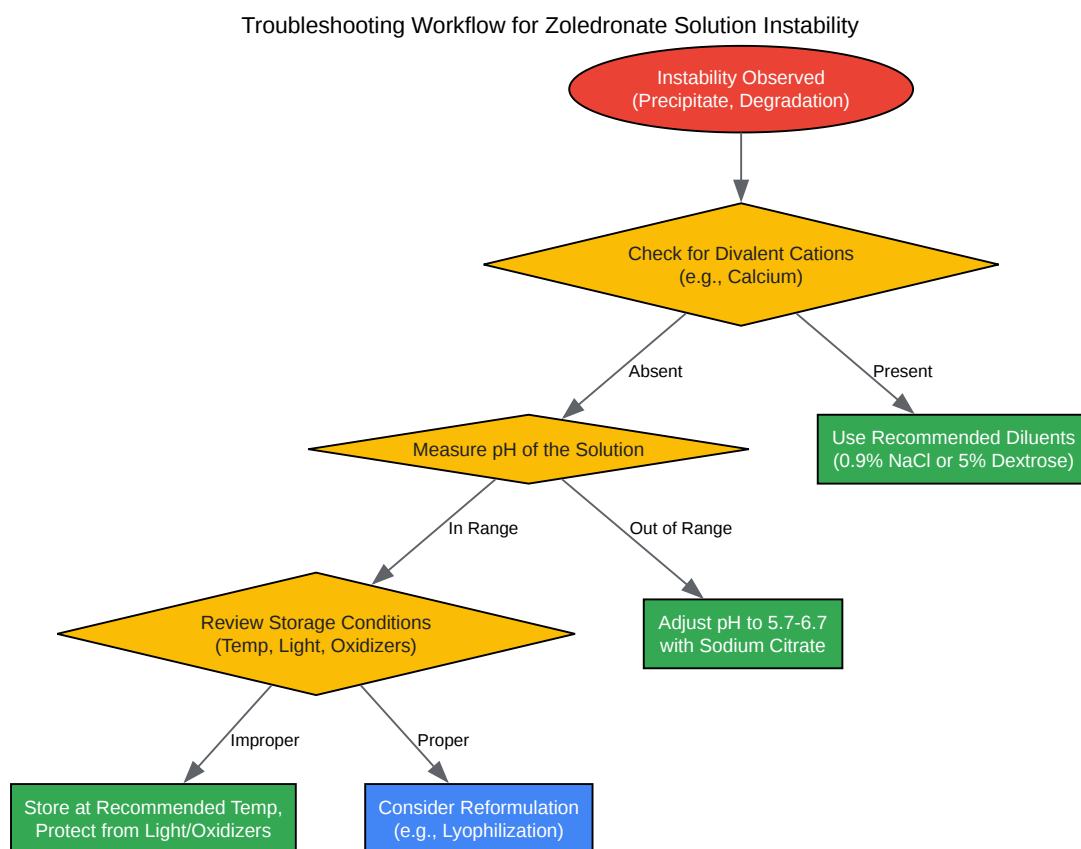 Troubleshooting Workflow for Zoledronate Solution Instability
Instability Observed
(Precipitate, Degradation)
Check for Divalent Cations
(e.g., Calcium)
Absent
Present
Measure pH of the Solution
Use Recommended Diluents
(0.9% NaCl or 5% Dextrose)
In Range
Out of Range
Review Storage Conditions
(Temp, Light, Oxidizers)
Adjust pH to 5.7-6.7
with Sodium Citrate
Improper
Proper
Store at Recommended Temp,
Protect from Light/Oxidizers
Consider Reformulation
(e.g., Lyophilization)